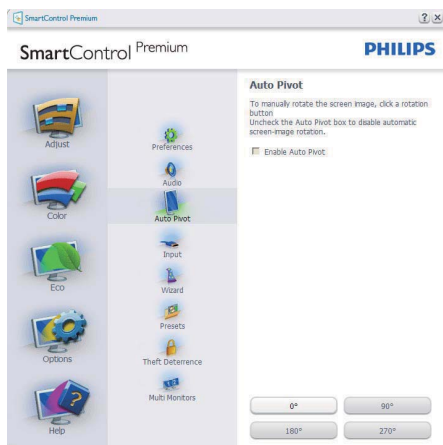 SmartControl Premium
? X
SmartControl Premium
PHILIPS
Adjust
Color
Eco
Options
Help
Preferences
Audio
Auto Pivot
Input
Wizard
Presets
Theft Deterrence
Multi Monitors
Auto Pivot
To manually rotate the screen image, click a rotation
button
Uncheck the Auto Pivot box to disable automatic
screen-image rotation.
Enable Auto Pivot
0° 90°
180° 270°